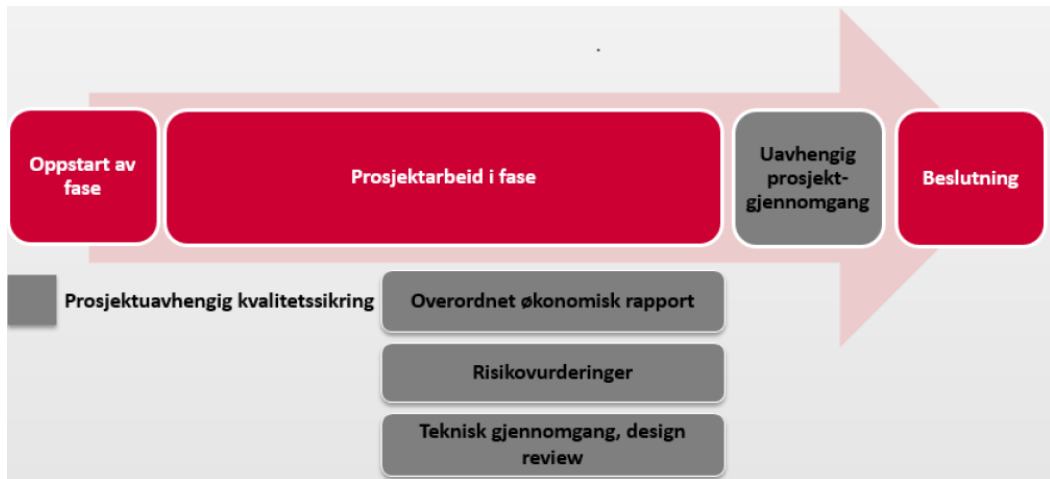 Oppstart av
fase
Prosjektarbeid i fase
Uavhengig
prosjekt-
gjennomgang
Beslutning
Prosjektuavhengig kvalitetssikring
Overordnet økonomisk rapport
Risikovurderinger
Teknisk gjennomgang, design
review